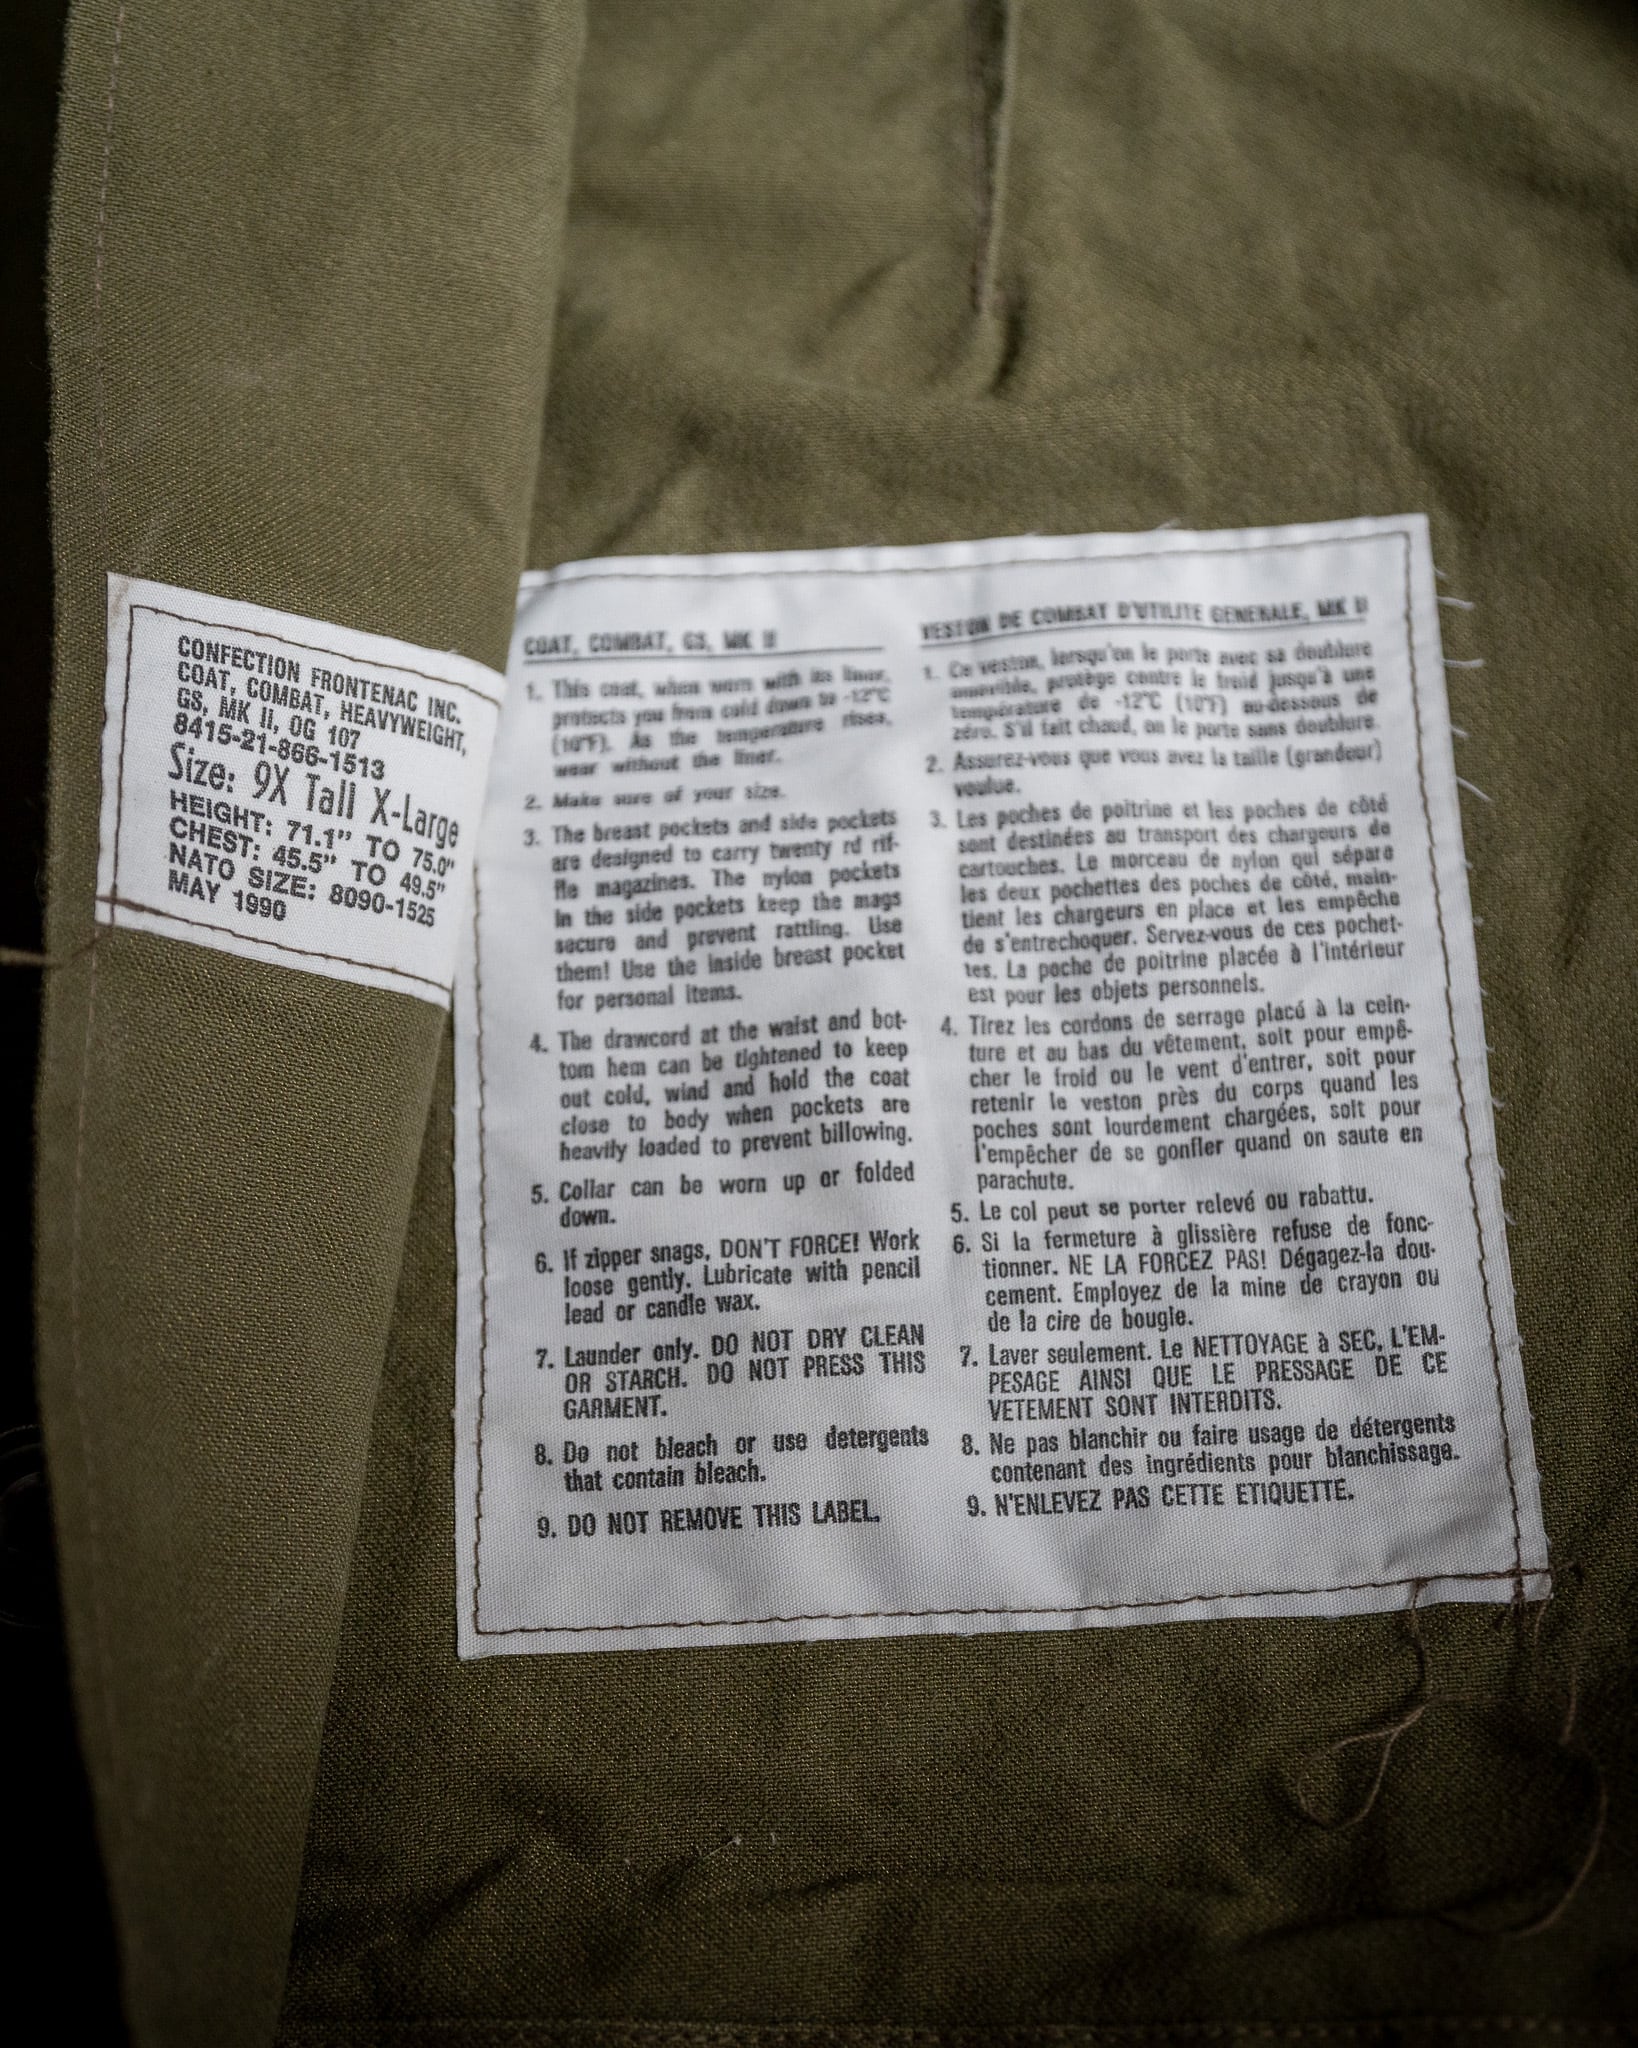 CONFECTION FRONTENAC INC.
COAT, COMBAT, HEAVYWEIGHT,
GS, MK II, OG 107
8415-21-866-1513
Size: 9X Tall X-Large
HEIGHT: 71.1" TO 75.0"
CHEST: 45.5" TO 49.5"
NATO SIZE: 8090-1525
MAY 1990
COAT, COMBAT, GS, MK II
1. This coat, when worn with its liner,
protects you from cold down to -12°C
(10°F). As the temperature rises,
wear without the liner.
2. Make sure of your size.
3. The breast pockets and side pockets
are designed to carry twenty rd rif-
fle magazines. The nylon pockets
in the side pockets keep the mags
secure and prevent rattling. Use
them! Use the inside breast pocket
for personal items.
4. The drawcord at the waist and bot-
tom hem can be tightened to keep
out cold, wind and hold the coat
close to body when pockets are
heavily loaded to prevent billowing.
5. Collar can be worn up or folded
down.
6. If zipper snags, DON'T FORCE! Work
loose gently. Lubricate with pencil
lead or candle wax.
7. Launder only. DO NOT DRY CLEAN
OR STARCH. DO NOT PRESS THIS
GARMENT.
8. Do not bleach or use detergents
that contain bleach.
9. DO NOT REMOVE THIS LABEL.
VESTON DE COMBAT D'UTILITE GENERALE, MK II
1. Ce veston, lorsqu'on le porte avec sa doublure
amovible, protège contre le froid jusqu'à une
température de -12°C (10°F) au-dessous de
zéro. S'il fait chaud, on le porte sans doublure.
2. Assurez-vous que vous avez la taille (grandeur)
voulue.
3. Les poches de poitrine et les poches de côté
sont destinées au transport des chargeurs de
cartouches. Le morceau de nylon qui sépare
les deux pochettes des poches de côté, main-
tient les chargeurs en place et les empêche
de s'entrechoquer. Servez-vous de ces pochet-
tes. La poche de poitrine placée à l'intérieur
est pour les objets personnels.
4. Tirez les cordons de serrage placé à la cein-
ture et au bas du vêtement, soit pour empê-
cher le froid ou le vent d'entrer, soit pour
retenir le veston près du corps quand les
poches sont lourdement chargées, soit pour
l'empêcher de se gonfler quand on saute en
parachute.
5. Le col peut se porter relevé ou rabattu.
6. Si la fermeture à glissière refuse de fonc-
tionner. NE LA FORCEZ PAS! Dégagez-la dou-
cement. Employez de la mine de crayon ou
de la cire de bougie.
7. Laver seulement. Le NETTOYAGE à SEC, L'EM-
PESAGE AINSI QUE LE PRESSAGE DE CE
VETEMENT SONT INTERDITS.
8. Ne pas blanchir ou faire usage de détergents
contenant des ingrédients pour blanchissage.
9. N'ENLEVEZ PAS CETTE ETIQUETTE.